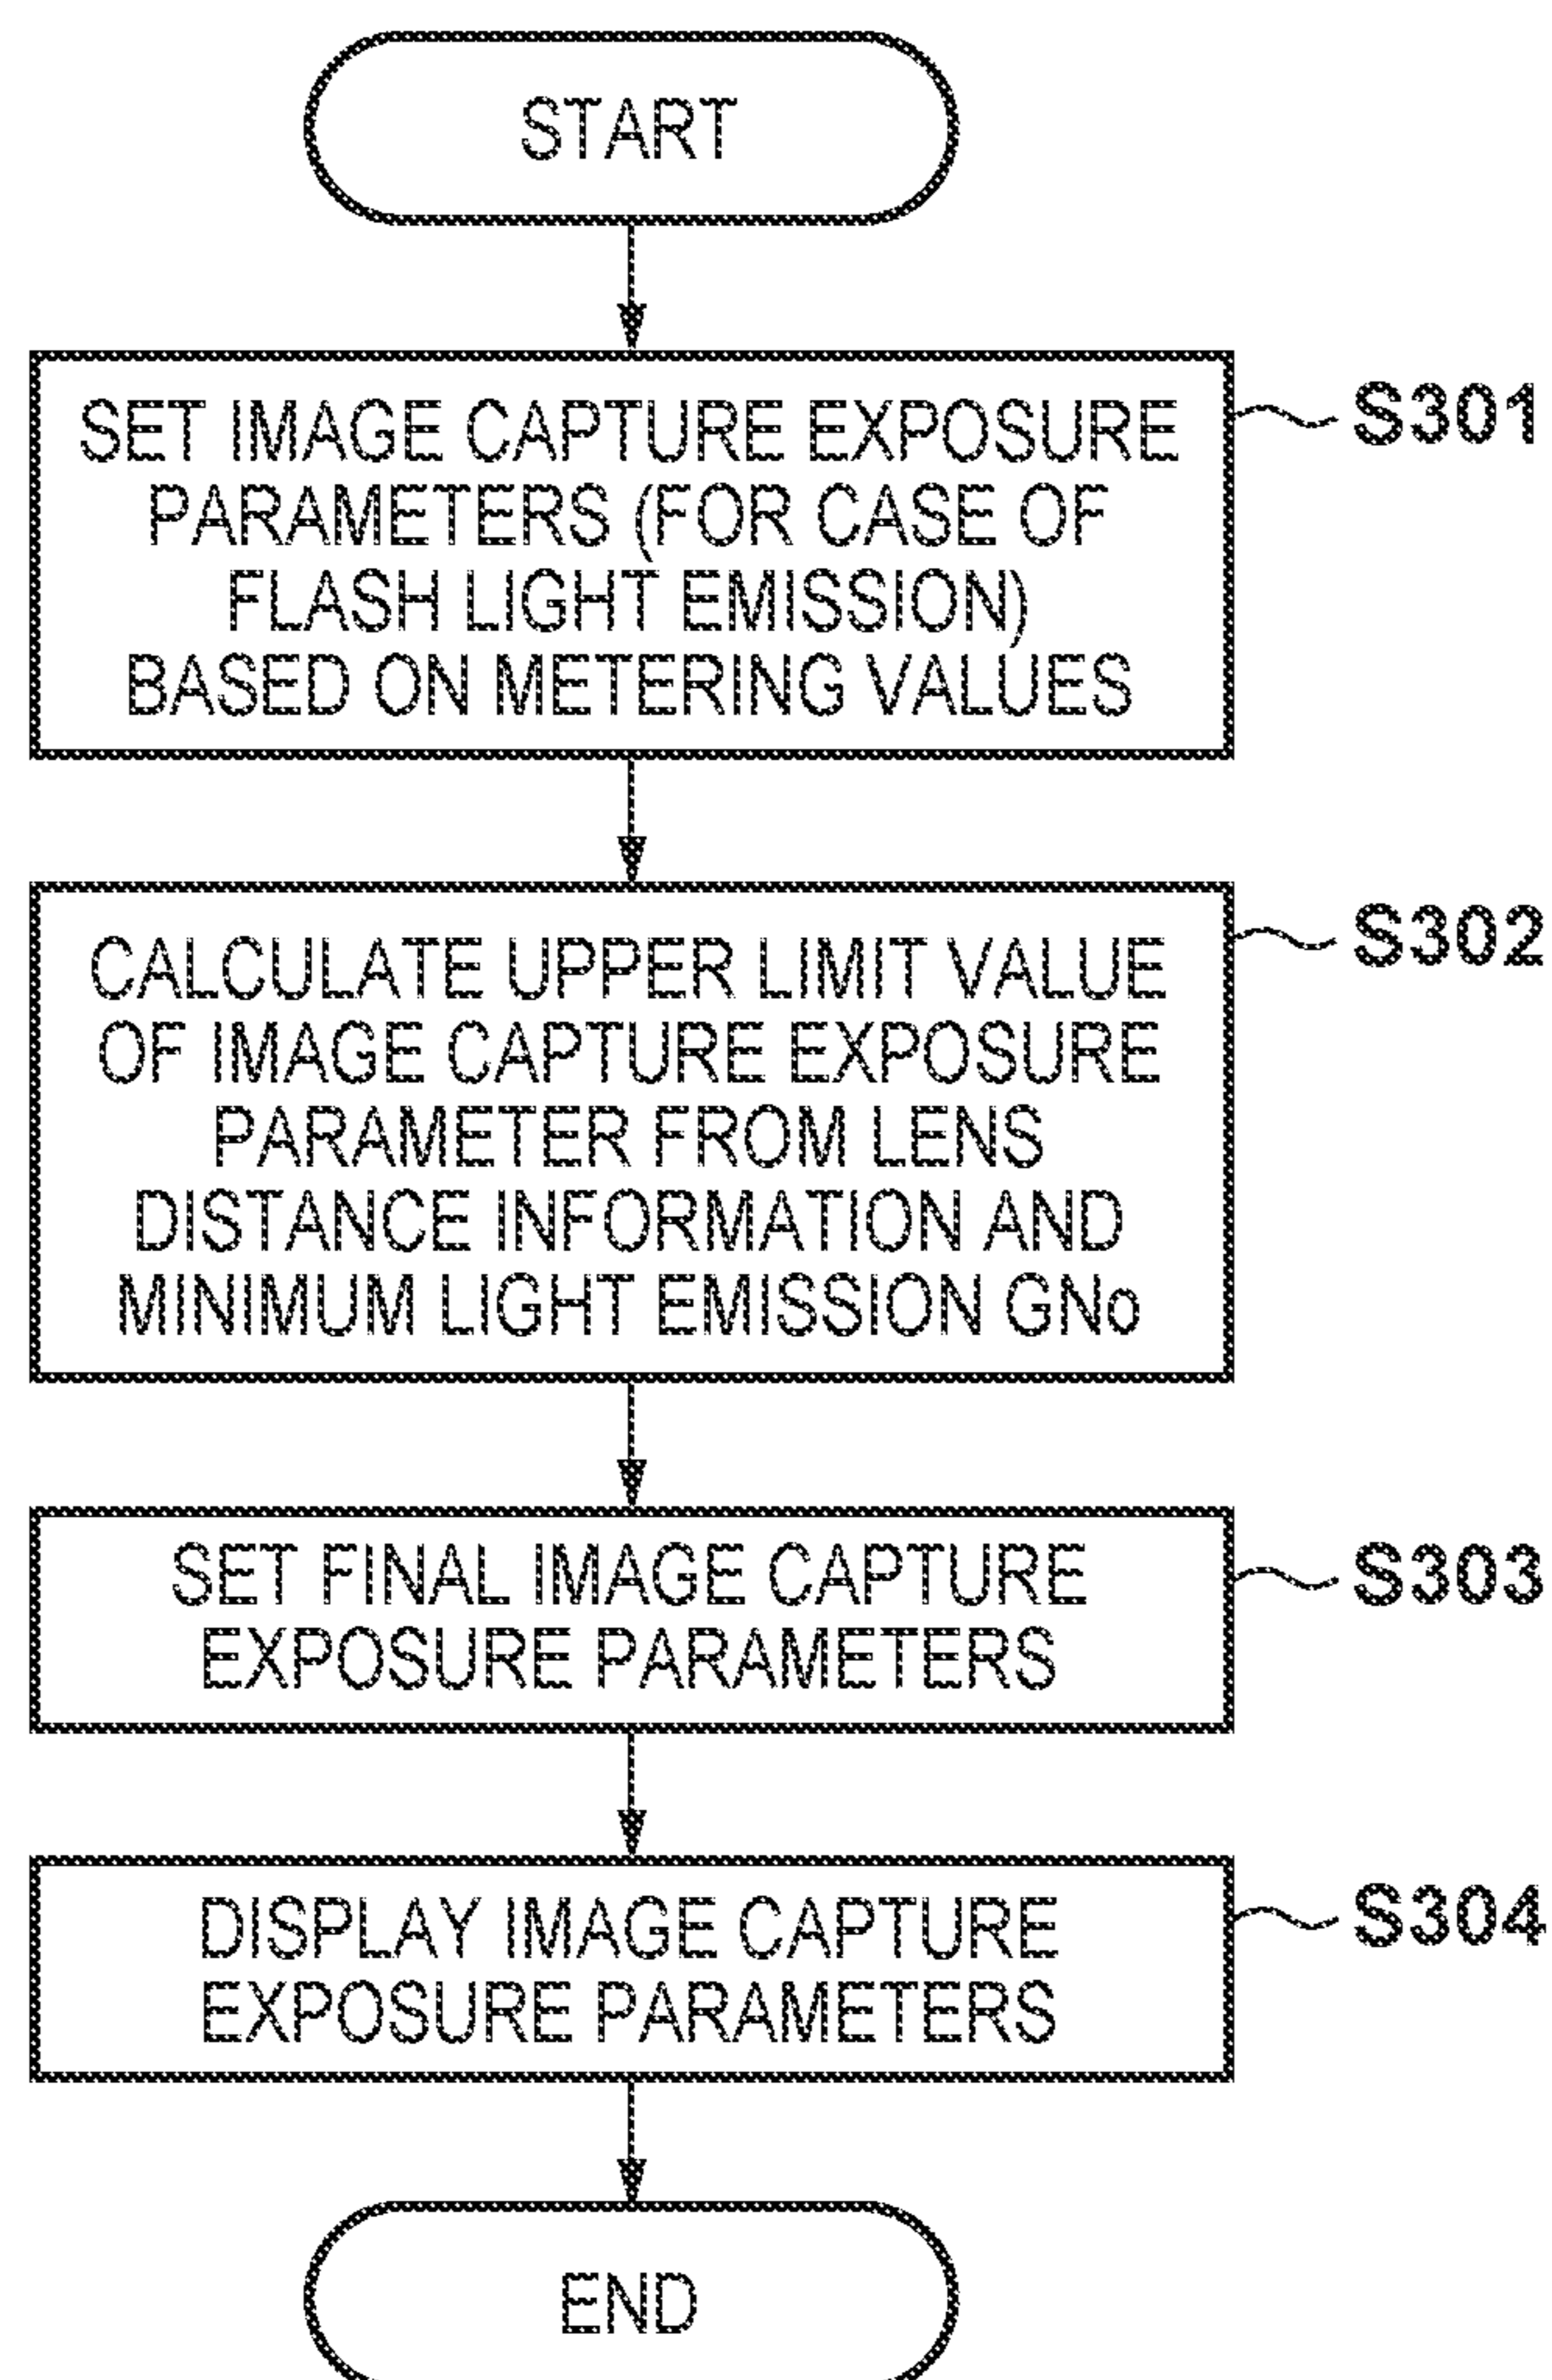 START
SET IMAGE CAPTURE EXPOSURE
PARAMETERS (FOR CASE OF
FLASH LIGHT EMISSION)
BASED ON METERING VALUES
S301
CALCULATE UPPER LIMIT VALUE
OF IMAGE CAPTURE EXPOSURE
PARAMETER FROM LENS
DISTANCE INFORMATION AND
MINIMUM LIGHT EMISSION GNo
S302
SET FINAL IMAGE CAPTURE
EXPOSURE PARAMETERS
S303
DISPLAY IMAGE CAPTURE
EXPOSURE PARAMETERS
S304
END